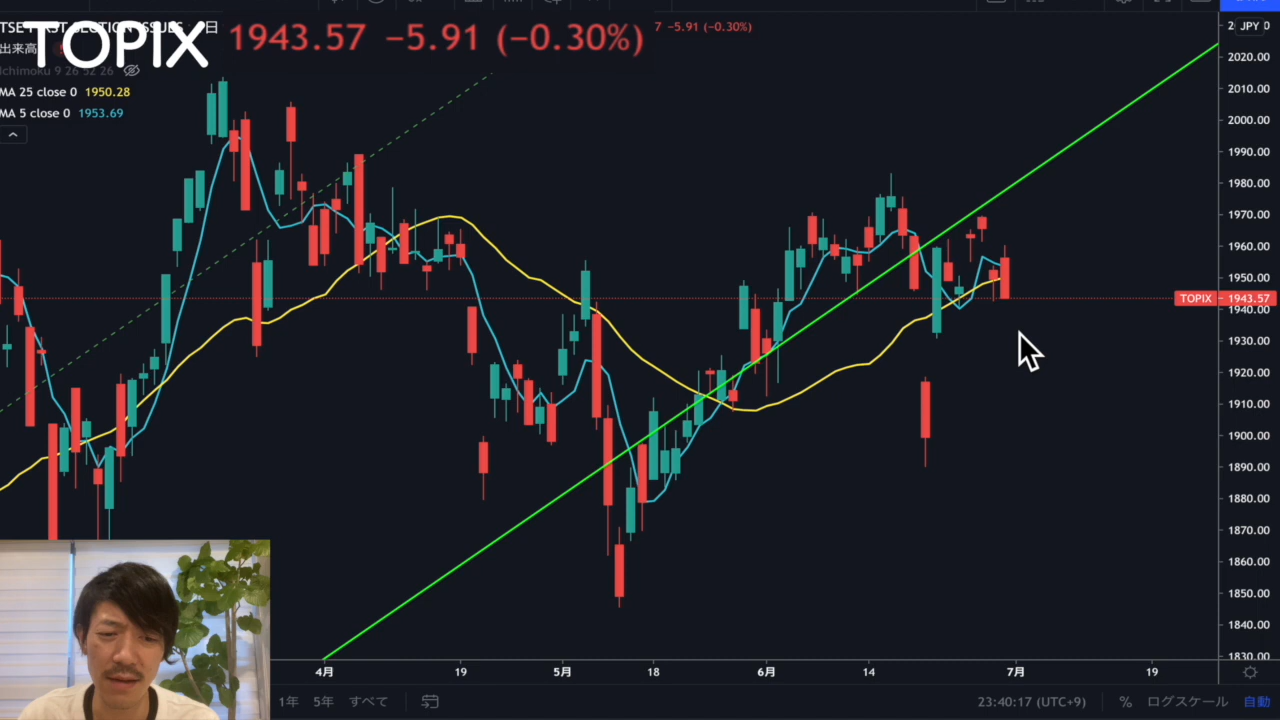 TOPIX
1943.57 −5.91 (−0.30%)
7 −5.91 (−0.30%)
出来高
Ichimoku 9 26 52 26
MA 25 close 0 1950.28
MA 5 close 0 1953.69
JPY
2020.00
2010.00
2000.00
1990.00
1980.00
1970.00
1960.00
1950.00
TOPIX 1943.57
1940.00
1930.00
1920.00
1910.00
1900.00
1890.00
1880.00
1870.00
1860.00
1850.00
1840.00
1830.00
4月 19 5月 18 6月 14 7月 19
1年 5年 すべて
23:40:17 (UTC+9) % ログスケール 自動